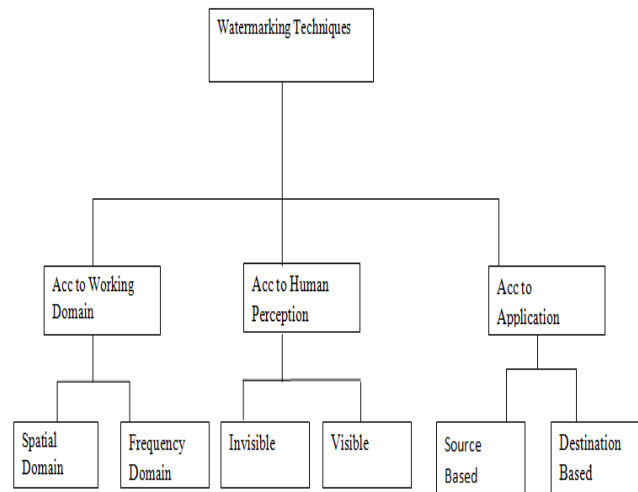 Watermarking Techniques
Acc to Working
Domain
Acc to Human
Perception
Acc to
Application
Spatial
Domain
Frequency
Domain
Invisible
Visible
Source
Based
Destination
Based